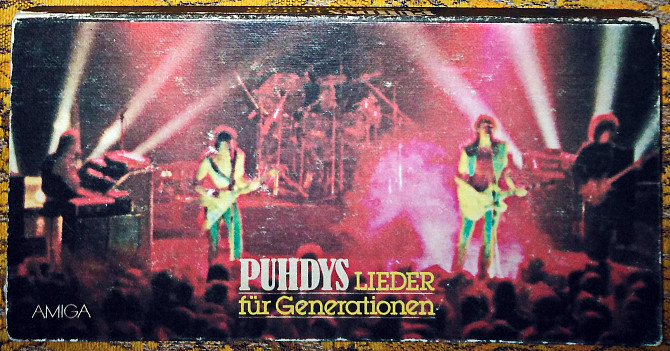 PUHDYS LIEDER
für Generationen
AMIGA